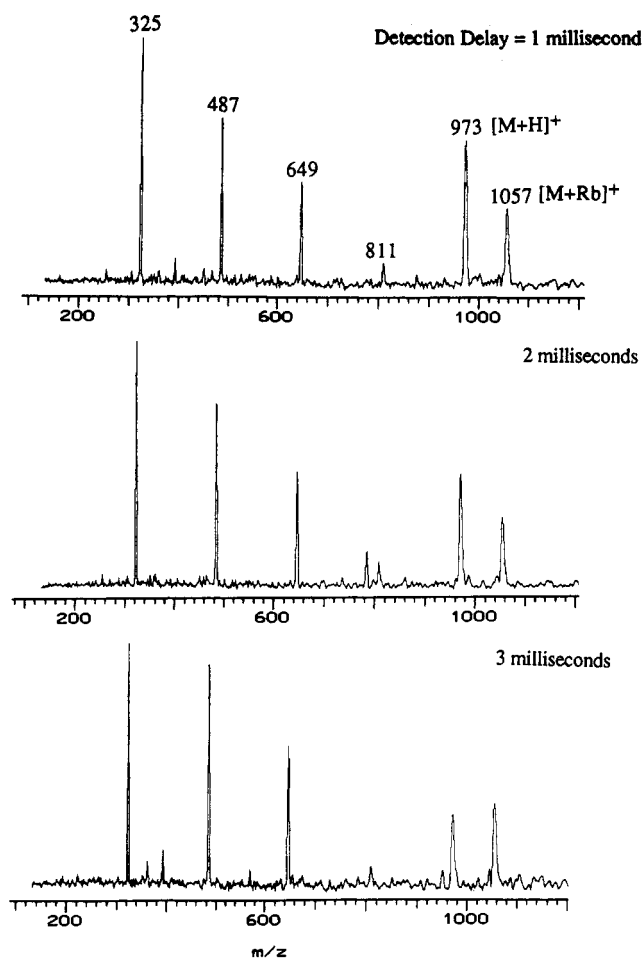 325
Detection Delay = 1 millisecond
487
973 [M+H]+
649
1057 [M+Rb]+
811
200 600 1000
2 milliseconds
200 600 1000
3 milliseconds
200 600 1000
m/z